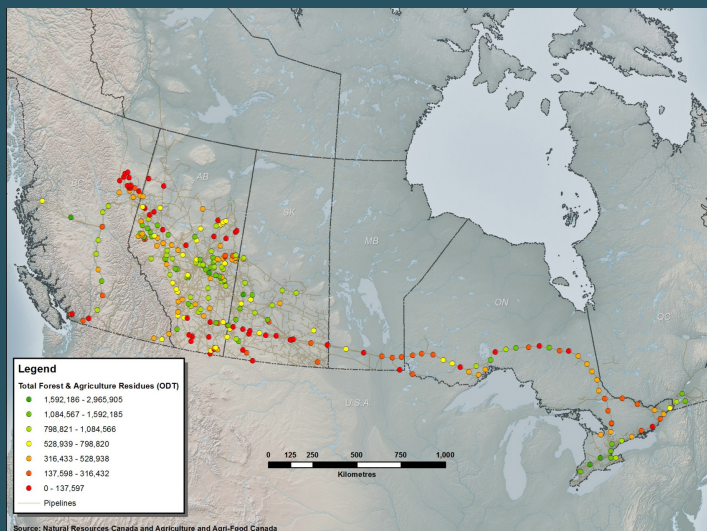 BC
AB
SK
MB
ON
QC
U S A
Legend
Total Forest & Agriculture Residues (ODT)
1,592,186 - 2,965,905
1,084,567 - 1,592,185
798,821 - 1,084,566
528,939 - 798,820
316,433 - 528,938
137,598 - 316,432
0 - 137,597
Pipelines
0 125 250 500 750 1,000
Kilometres
Source: Natural Resources Canada and Agriculture and Agri-Food Canada